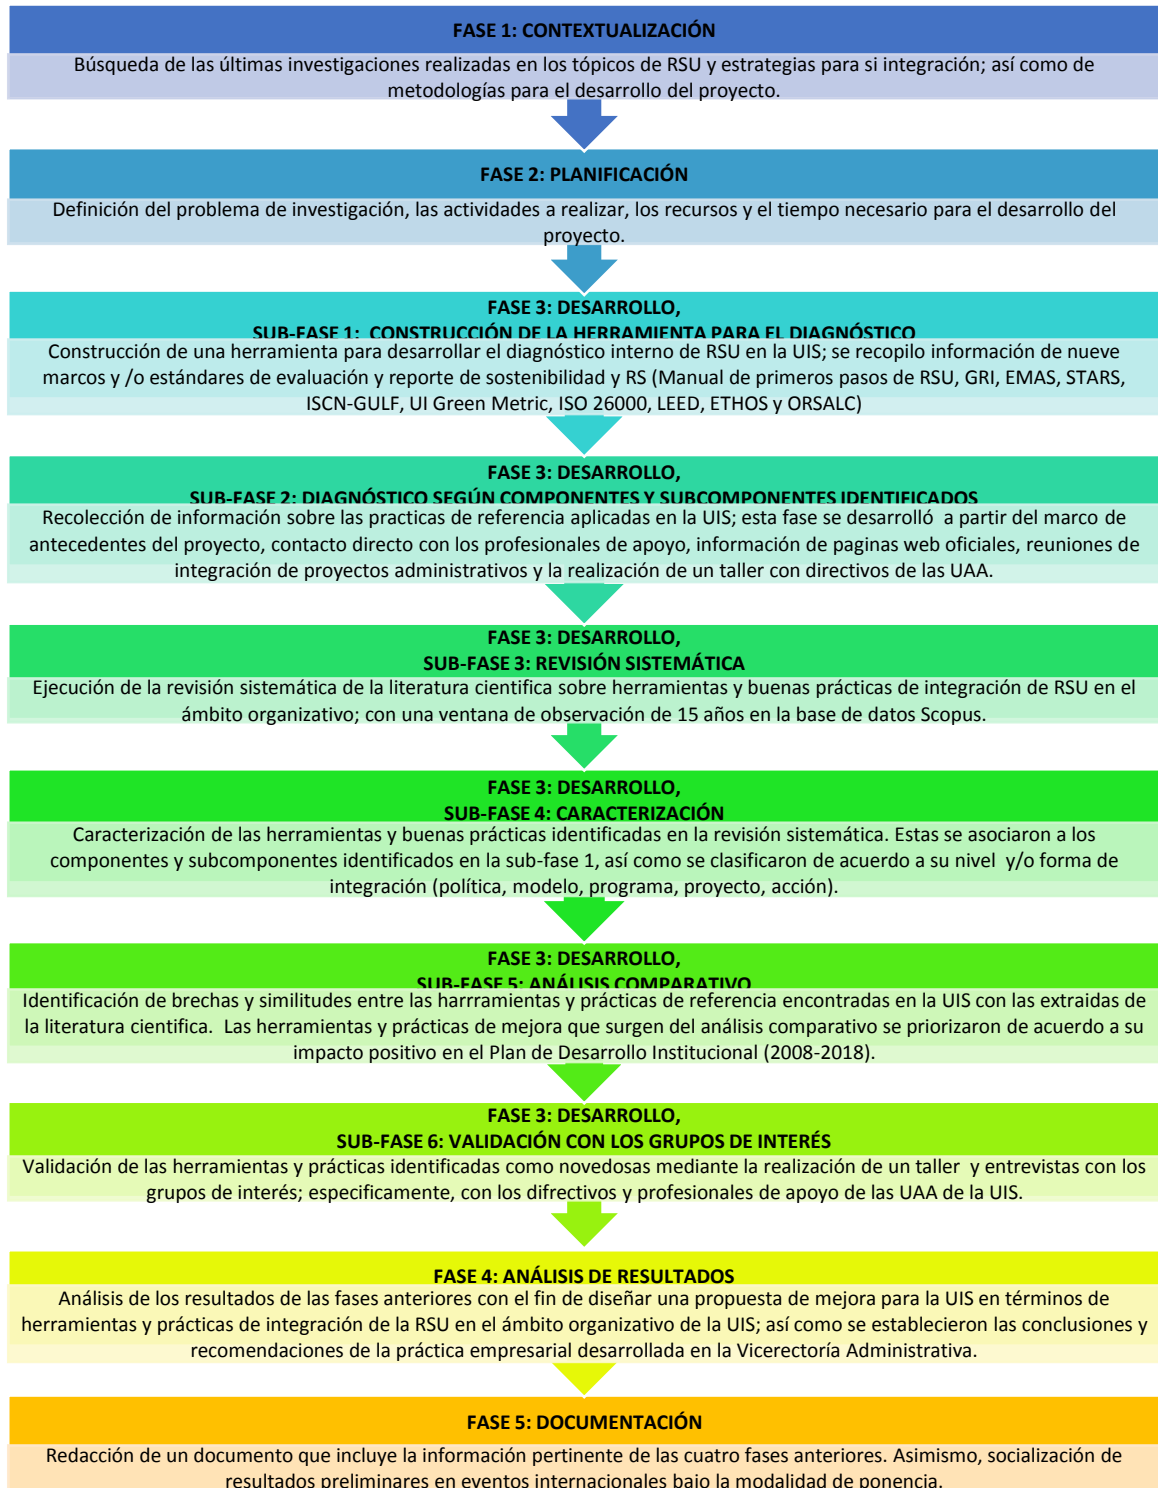 FASE 1: CONTEXTUALIZACIÓN
Búsqueda de las últimas investigaciones realizadas en los tópicos de RSU y estrategias para si integración; así como de
metodologías para el desarrollo del proyecto.
FASE 2: PLANIFICACIÓN
Definición del problema de investigación, las actividades a realizar, los recursos y el tiempo necesario para el desarrollo del
proyecto.
FASE 3: DESARROLLO,
SUB-FASE 1: CONSTRUCCIÓN DE LA HERRAMIENTA PARA EL DIAGNÓSTICO
Construcción de una herramienta para desarrollar el diagnóstico interno de RSU en la UIS; se recopilo información de nueve
marcos y /o estándares de evaluación y reporte de sostenibilidad y RS (Manual de primeros pasos de RSU, GRI, EMAS, STARS,
ISCN-GULF, UI Green Metric, ISO 26000, LEED, ETHOS y ORSALC)
FASE 3: DESARROLLO,
SUB-FASE 2: DIAGNÓSTICO SEGÚN COMPONENTES Y SUBCOMPONENTES IDENTIFICADOS
Recolección de información sobre las practicas de referencia aplicadas en la UIS; esta fase se desarrolló a partir del marco de
antecedentes del proyecto, contacto directo con los profesionales de apoyo, información de paginas web oficiales, reuniones de
integración de proyectos administrativos y la realización de un taller con directivos de las UAA.
FASE 3: DESARROLLO,
SUB-FASE 3: REVISIÓN SISTEMÁTICA
Ejecución de la revisión sistemática de la literatura cientifica sobre herramientas y buenas prácticas de integración de RSU en el
ámbito organizativo; con una ventana de observación de 15 años en la base de datos Scopus.
FASE 3: DESARROLLO,
SUB-FASE 4: CARACTERIZACIÓN
Caracterización de las herramientas y buenas prácticas identificadas en la revisión sistemática. Estas se asociaron a los
componentes y subcomponentes identificados en la sub-fase 1, así como se clasificaron de acuerdo a su nivel y/o forma de
integración (política, modelo, programa, proyecto, acción).
FASE 3: DESARROLLO,
SUB-FASE 5: ANÁLISIS COMPARATIVO
Identificación de brechas y similitudes entre las harrramientas y prácticas de referencia encontradas en la UIS con las extraidas de
la literatura cientifica. Las herramientas y prácticas de mejora que surgen del análisis comparativo se priorizaron de acuerdo a su
impacto positivo en el Plan de Desarrollo Institucional (2008-2018).
FASE 3: DESARROLLO,
SUB-FASE 6: VALIDACIÓN CON LOS GRUPOS DE INTERÉS
Validación de las herramientas y prácticas identificadas como novedosas mediante la realización de un taller y entrevistas con los
grupos de interés; especificamente, con los difrectivos y profesionales de apoyo de las UAA de la UIS.
FASE 4: ANÁLISIS DE RESULTADOS
Análisis de los resultados de las fases anteriores con el fin de diseñar una propuesta de mejora para la UIS en términos de
herramientas y prácticas de integración de la RSU en el ámbito organizativo de la UIS; así como se establecieron las conclusiones y
recomendaciones de la práctica empresarial desarrollada en la Vicerectoría Administrativa.
FASE 5: DOCUMENTACIÓN
Redacción de un documento que incluye la información pertinente de las cuatro fases anteriores. Asimismo, socialización de
resultados preliminares en eventos internacionales bajo la modalidad de ponencia.